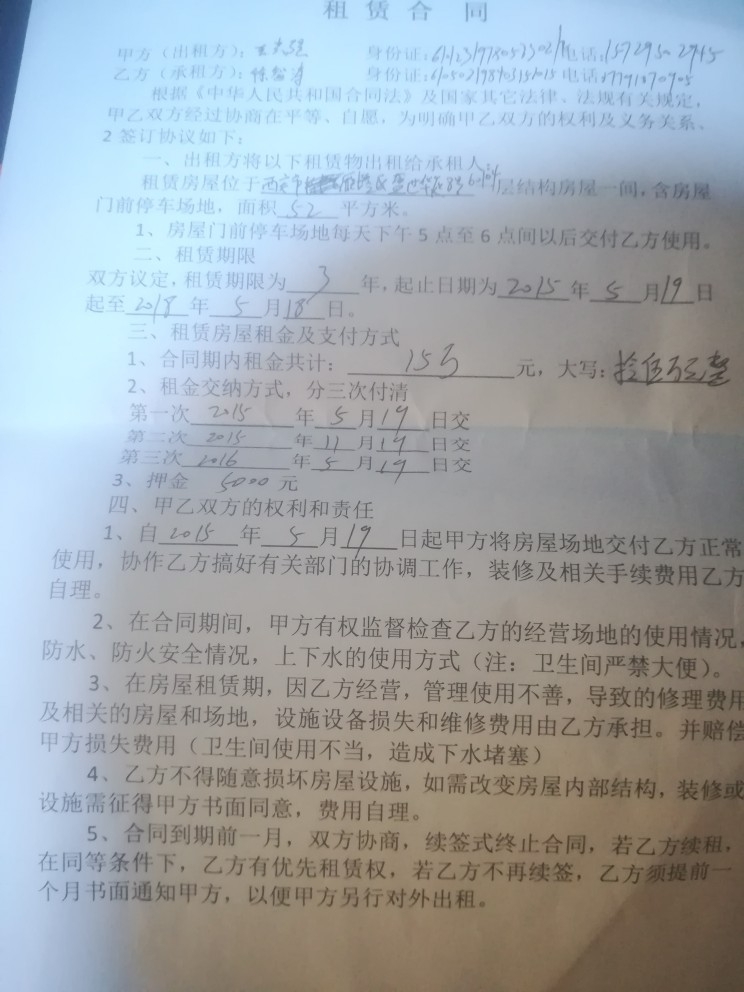 租赁合同
甲方（出租方）： 身份证： 电话：
乙方（承租方）： 身份证： 电话
根据《中华人民共和国合同法》及国家其它法律、法规有关规定，
甲乙双方经过协商在平等、自愿，为明确甲乙双方的权利及义务关系、
2 签订协议如下：
一、出租方将以下租赁物出租给承租人
租赁房屋位于 层结构房屋一间，含房屋
门前停车场地，面积 52 平方米。
1、房屋门前停车场地每天下午 5 点至 6 点间以后交付乙方使用。
二、租赁期限
双方议定，租赁期限为 3 年，起止日期为 2015 年 5 月 19 日
起至 2018 年 5 月 18 日。
三、租赁房屋租金及支付方式
1、合同期内租金共计： 15万 元，大写：拾伍万元整
2、租金交纳方式，分三次付清
第一次 2015 年 5 月 19 日交
第二次 2015 年 11 月 19 日交
第三次 2016 年 5 月 19 日交
3、押金 5000 元
四、甲乙双方的权利和责任
1、自 2015 年 5 月 19 日起甲方将房屋场地交付乙方正常
使用，协作乙方搞好有关部门的协调工作，装修及相关手续费用乙方
自理。
2、在合同期间，甲方有权监督检查乙方的经营场地的使用情况，
防水、防火安全情况，上下水的使用方式（注：卫生间严禁大便）。
3、在房屋租赁期，因乙方经营，管理使用不善，导致的修理费用
及相关的房屋和场地，设施设备损失和维修费用由乙方承担。并赔偿
甲方损失费用（卫生间使用不当，造成下水堵塞）
4、乙方不得随意损坏房屋设施，如需改变房屋内部结构，装修或
设施需征得甲方书面同意，费用自理。
5、合同到期前一月，双方协商，续签式终止合同，若乙方续租，
在同等条件下，乙方有优先租赁权，若乙方不再续签，乙方须提前一
个月书面通知甲方，以便甲方另行对外出租。